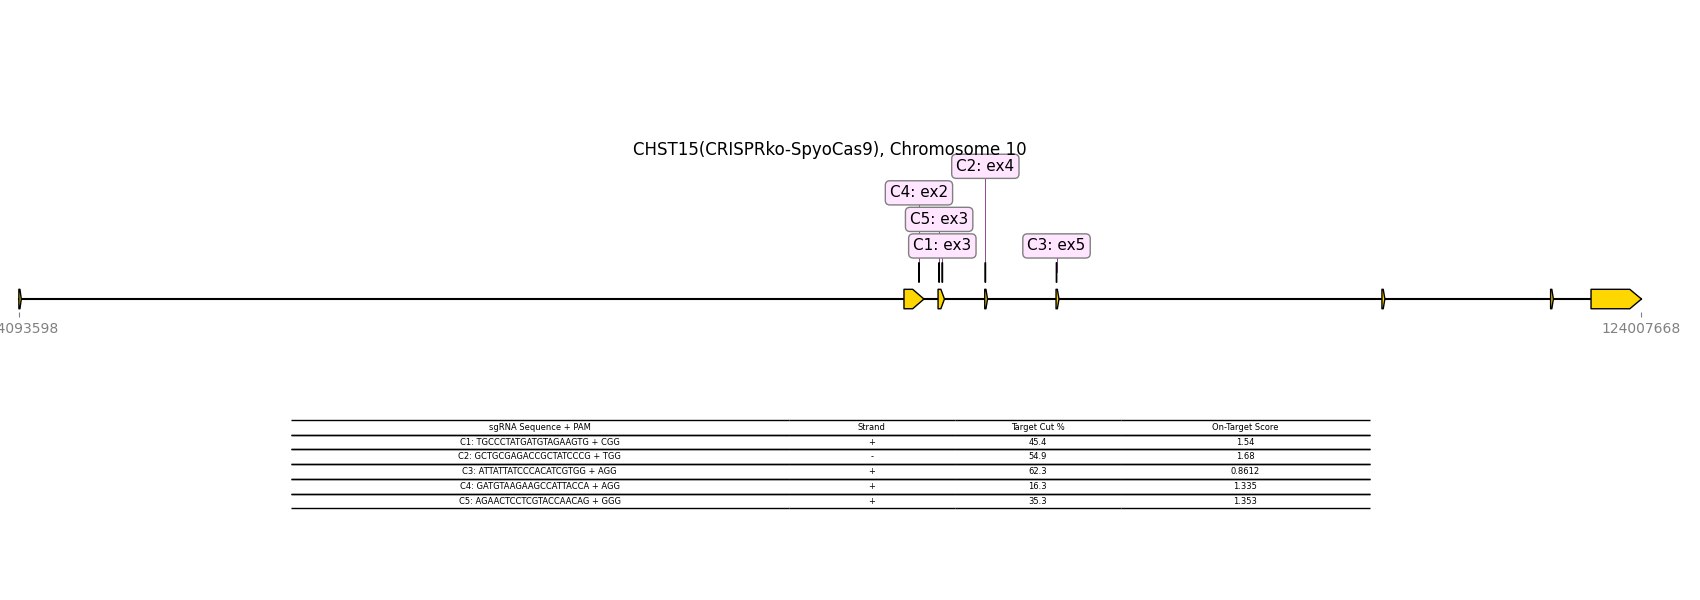 CHST15(CRISPRko-SpyoCas9), Chromosome 10
C2: ex4
C4: ex2
C5: ex3
C1: ex3 C3: ex5
4093598 124007668
sgRNA Sequence + PAM Strand Target Cut % On-Target Score
C1: TGCCCTATGATGTAGAAGTG + CGG + 45.4 1.54
C2: GCTGCGAGACCGCTATCCCG + TGG - 54.9 1.68
C3: ATTATTATCCCACATCGTGG + AGG + 62.3 0.8612
C4: GATGTAAGAAGCCATTACCA + AGG + 16.3 1.335
C5: AGAACTCCTCGTACCAACAG + GGG + 35.3 1.353